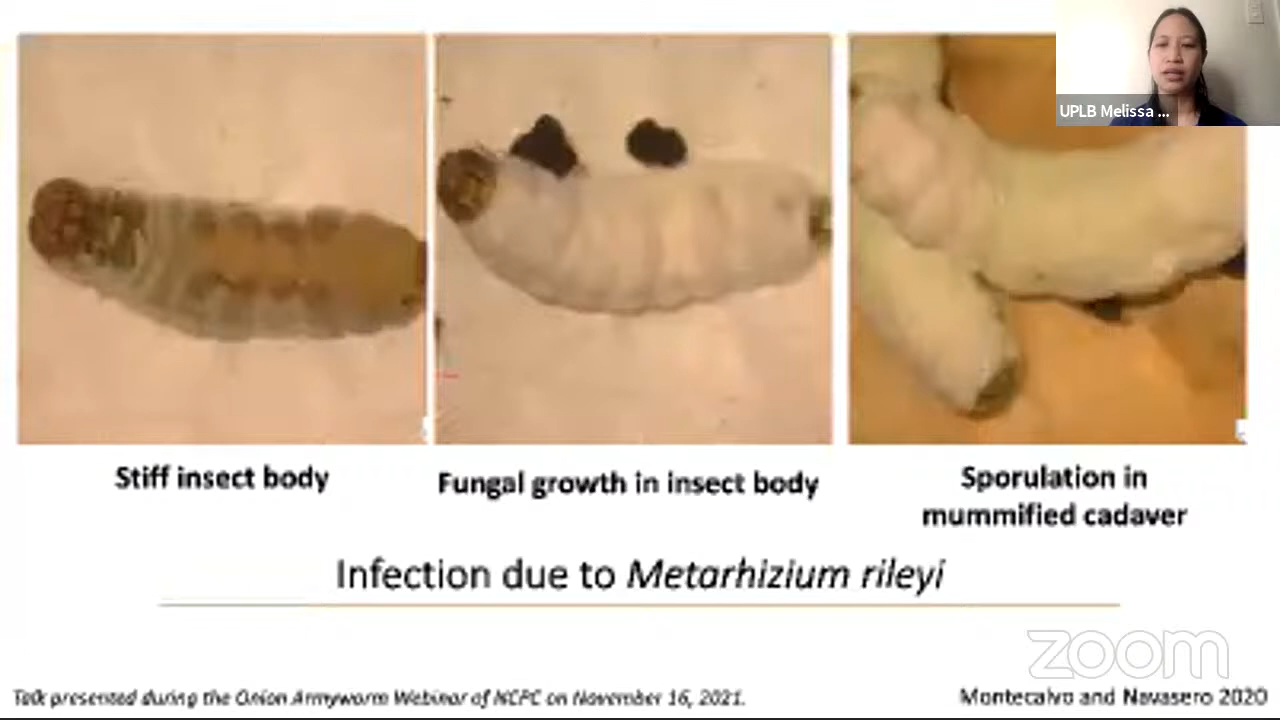 UPLB Melissa ...
Stiff insect body
Fungal growth in insect body
Sporulation in
mummified cadaver
Infection due to Metarhizium rileyi
zoom
Talk presented during the Onion Armyworm Webinar of NCPC on November 16, 2021.
Montecalvo and Navasero 2020